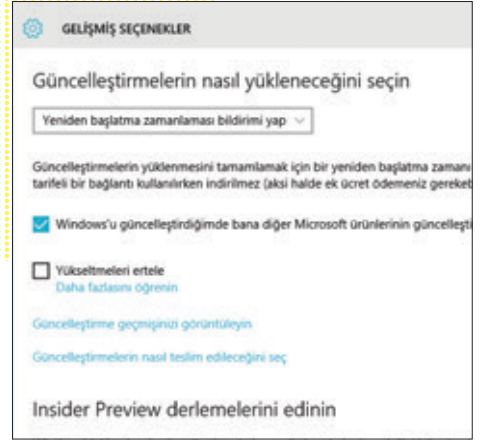 GELİŞMİŞ SEÇENEKLER
Güncelleştirmelerin nasıl yükleneceğini seçin
Yeniden başlatma zamanlaması bildirimi yap
Güncelleştirmelerin yüklenmesini tamamlamak için bir yeniden başlatma zamanı
tarifeli bir bağlantı kullanılırken indirilmez (aksi halde ek ücret ödemeniz gerekeb
Windows'u güncelleştirdiğimde bana diğer Microsoft ürünlerinin güncelleşti
Yükseltmeleri ertele
Daha fazlasını öğrenin
Güncelleştirme geçmişinizi görüntüleyin
Güncelleştirmelerin nasıl teslim edileceğini seç
Insider Preview derlemelerini edinin